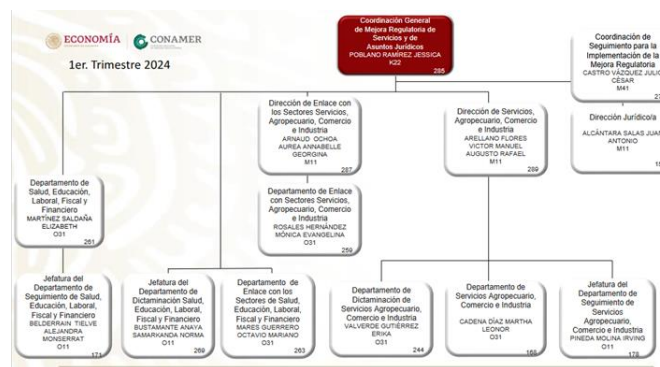 ECONOMÍA
CONAMER
1er. Trimestre 2024
Coordinación General
de Mejora Regulatoria de
Servicios y de
Asuntos Jurídicos
POBLANO RAMÍREZ JESSICA
K22
285
Coordinación de
Seguimiento para la
Implementación de la
Mejora Regulatoria
CASTRO VÁZQUEZ JULIO
CÉSAR
M41
Dirección de Enlace con
los Sectores Servicios,
Agropecuario, Comercio
e Industria
ARNAUD OCHOA
AUREA ANNABELLE
GEORGINA
M11
287
Dirección de Servicios,
Agropecuario, Comercio
e Industria
ARELLANO FLORES
VICTOR MANUEL
AUGUSTO RAFAEL
M11
289
Dirección Jurídico/a
ALCÁNTARA SALAS JUAN
ANTONIO
M11
Departamento de
Salud, Educación,
Laboral, Fiscal y
Financiero
MARTÍNEZ SALDAÑA
ELIZABETH
O31
261
Departamento de Enlace
con Sectores Servicios,
Agropecuario, Comercio
e Industria
ROSALES HERNÁNDEZ
MÓNICA EVANGELINA
O31
259
Jefatura del
Departamento de
Seguimiento de Salud,
Educación, Laboral,
Fiscal y Financiero
BELDERRAIN TIELVE
ALEJANDRA
MONSERRAT
O11
171
Jefatura del
Departamento de
Dictaminación Salud,
Educación, Laboral,
Fiscal y Financiero
BUSTAMANTE ANAYA
SAMARKANDA NORMA
O11
269
Departamento de
Enlace con los
Sectores de Salud,
Educación, Laboral,
Fiscal y Financiero
MARES GUERRERO
OCTAVIO MARIANO
O31
263
Departamento de
Dictaminación de
Servicios Agropecuario,
Comercio e Industria
VALVERDE GUTIÉRREZ
ERIKA
O31
244
Departamento de
Servicios Agropecuario,
Comercio e Industria
CADENA DÍAZ MARTHA
LEONOR
O31
168
Jefatura del
Departamento de
Seguimiento de
Servicios
Agropecuario,
Comercio e Industria
PINEDA MOLINA IRVING
O11
178